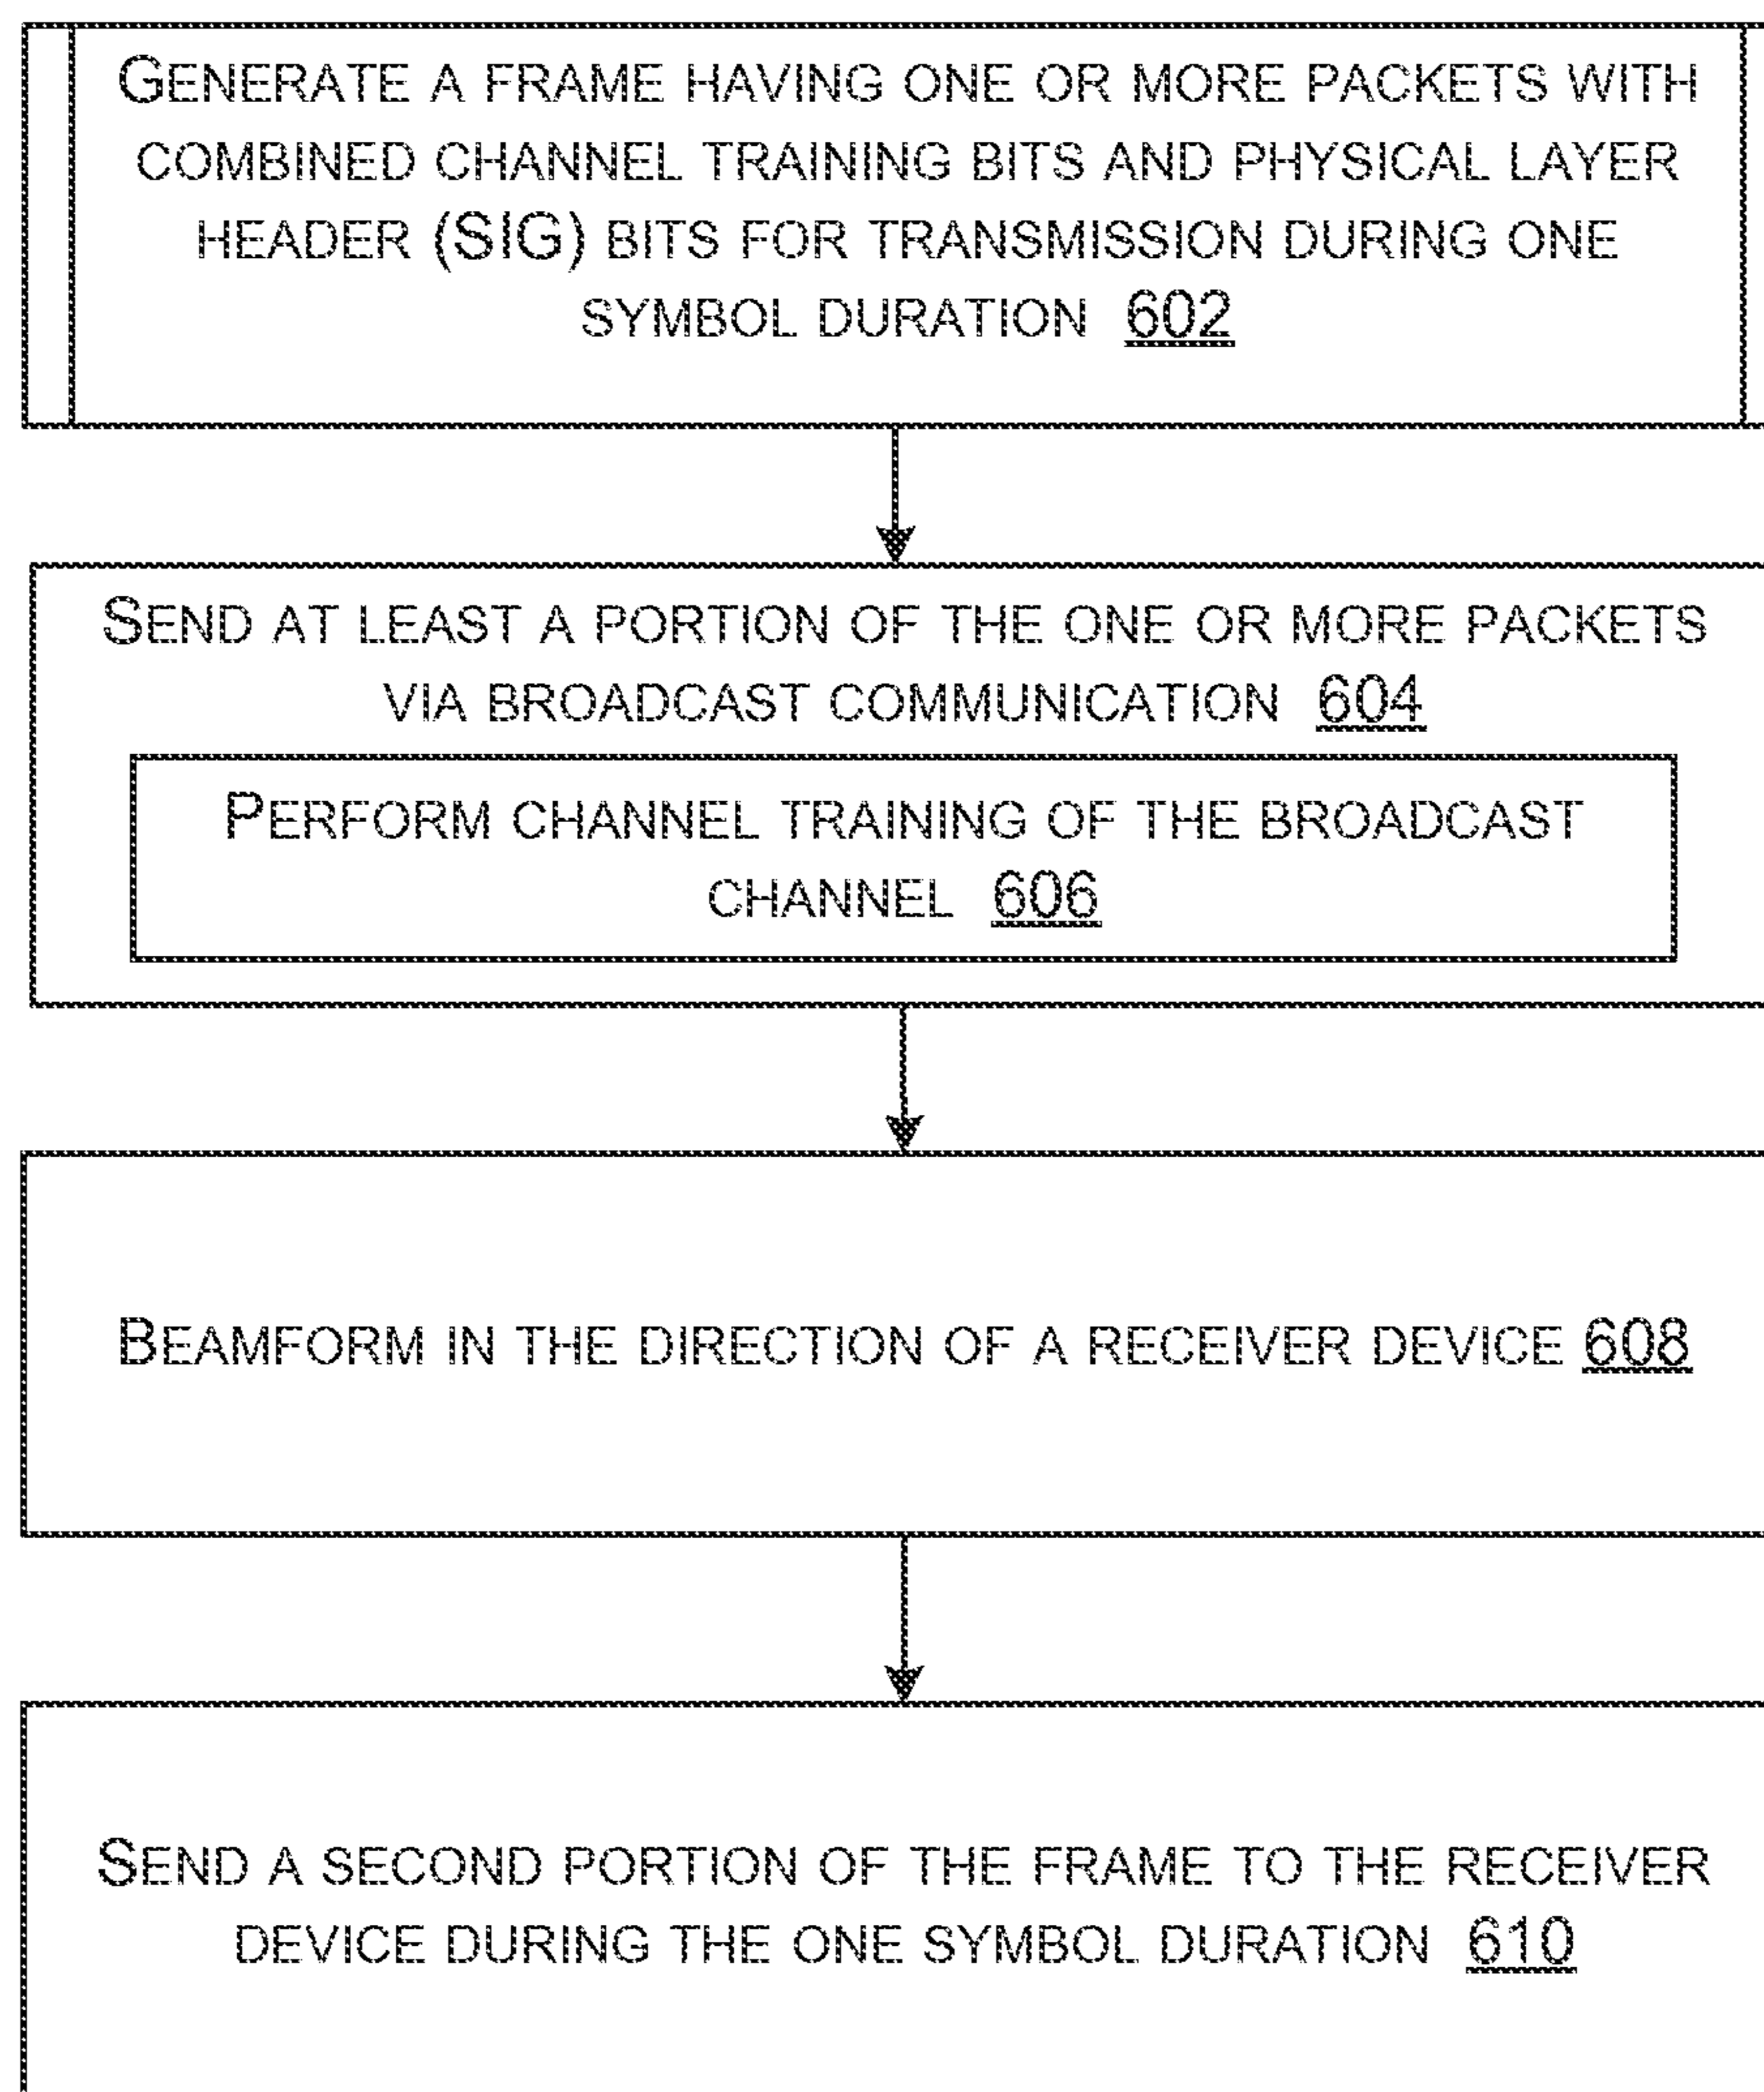 GENERATE A FRAME HAVING ONE OR MORE PACKETS WITH
COMBINED CHANNEL TRAINING BITS AND PHYSICAL LAYER
HEADER (SIG) BITS FOR TRANSMISSION DURING ONE
SYMBOL DURATION 602
SEND AT LEAST A PORTION OF THE ONE OR MORE PACKETS
VIA BROADCAST COMMUNICATION 604
PERFORM CHANNEL TRAINING OF THE BROADCAST
CHANNEL 606
BEAMFORM IN THE DIRECTION OF A RECEIVER DEVICE 608
SEND A SECOND PORTION OF THE FRAME TO THE RECEIVER
DEVICE DURING THE ONE SYMBOL DURATION 610